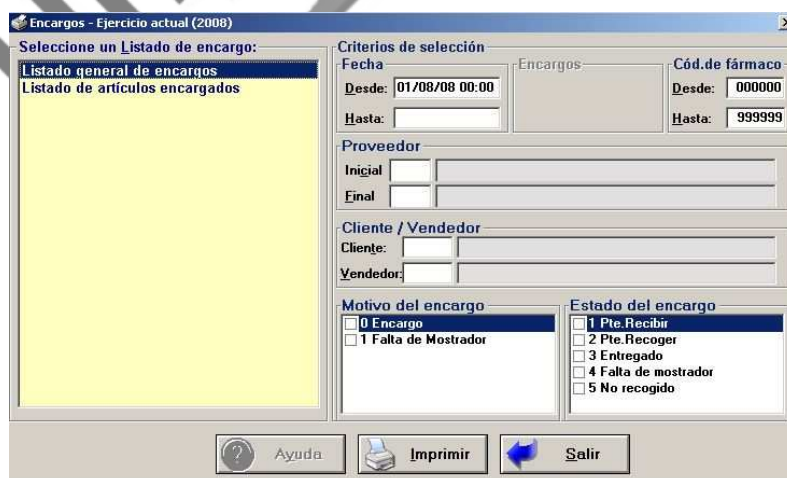 Encargos - Ejercicio actual (2008)
Seleccione un Listado de encargo:
Listado general de encargos
Listado de artículos encargados
Criterios de selección
Fecha
Desde: 01/08/08 00:00
Hasta:
Encargos
Cód.de fármaco
Desde: 000000
Hasta: 999999
Proveedor
Inicial
Final
Cliente / Vendedor
Cliente:
Vendedor:
Motivo del encargo
0 Encargo
1 Falta de Mostrador
Estado del encargo
1 Pte.Recibir
2 Pte.Recoger
3 Entregado
4 Falta de mostrador
5 No recogido
Ayuda
Imprimir
Salir